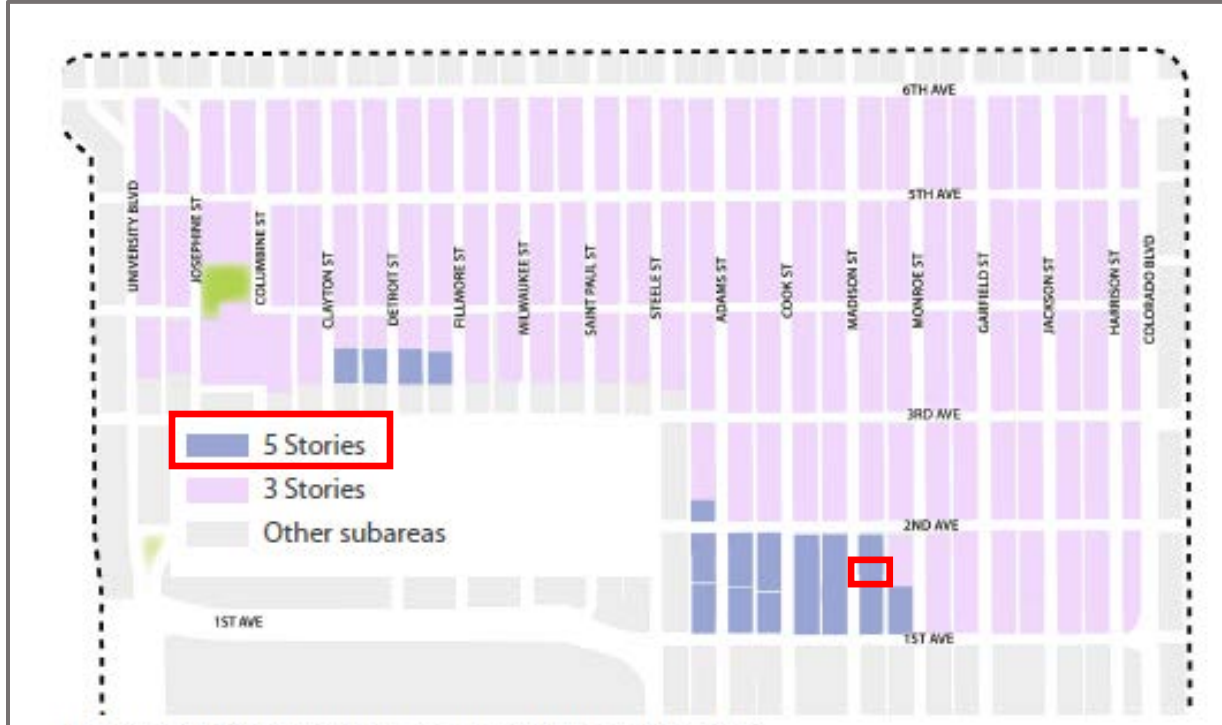 6TH AVE
5TH AVE
UNIVERSITY BLVD
JOSEPHINE ST
COLUMBINE ST
CLAYTON ST
DETROIT ST
FILLMORE ST
MILWAUKEE ST
SAINT PAUL ST
STEELE ST
ADAMS ST
COOK ST
MADISON ST
MONROE ST
GARFIELD ST
JACKSON ST
HARRISON ST
COLORADO BLVD
3RD AVE
5 Stories
3 Stories
Other subareas
2ND AVE
1ST AVE
1ST AVE